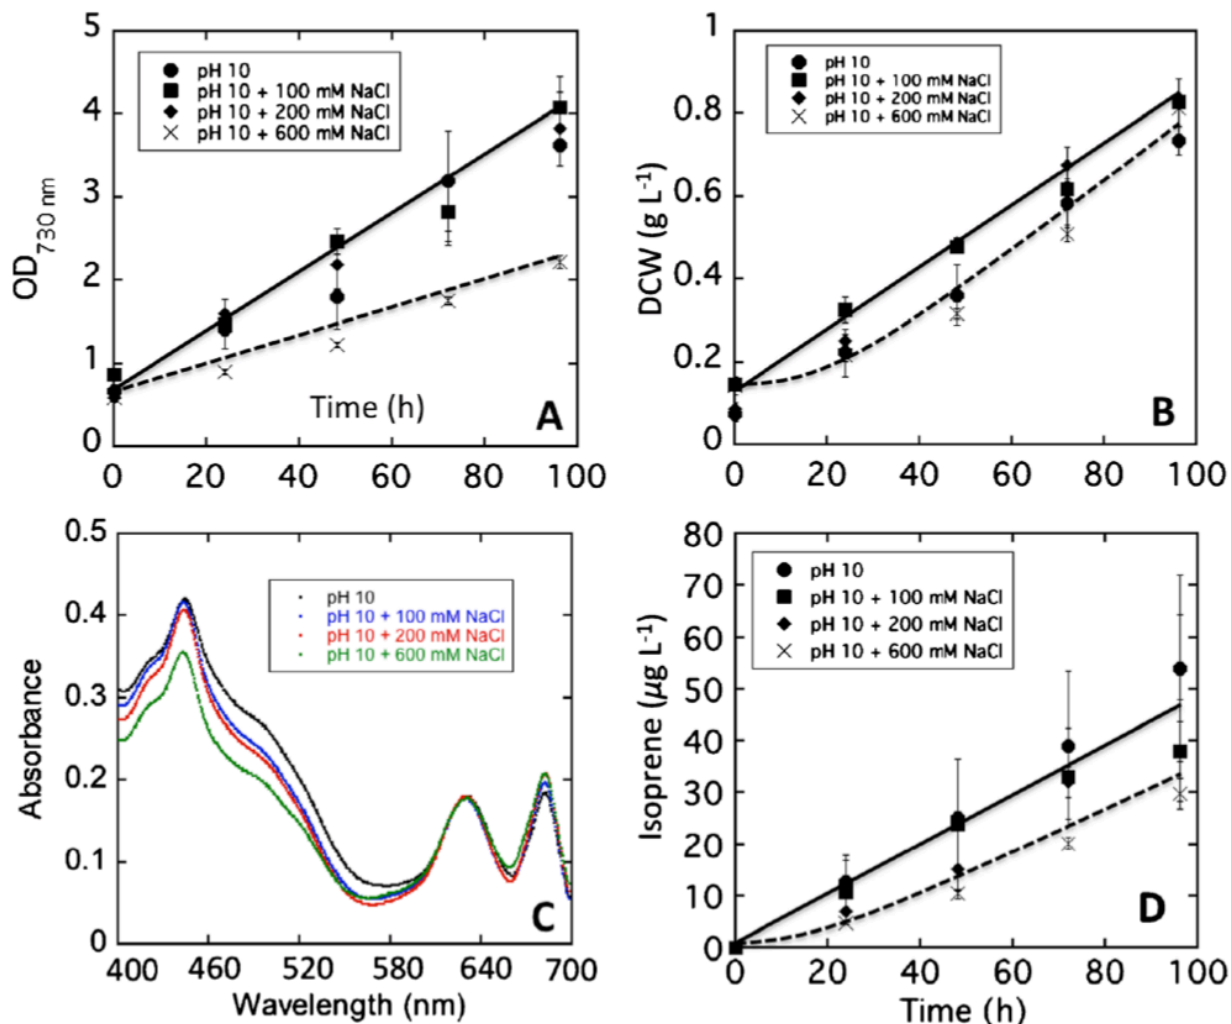 5
4
3
2
1
0
OD730 nm
pH 10
pH 10 + 100 mM NaCl
pH 10 + 200 mM NaCl
pH 10 + 600 mM NaCl
Time (h)
A
0 20 40 60 80 100
1
0.8
0.6
0.4
0.2
0
DCW (g L-1)
pH 10
pH 10 + 100 mM NaCl
pH 10 + 200 mM NaCl
pH 10 + 600 mM NaCl
B
0 20 40 60 80 100
0.5
0.4
0.3
0.2
0.1
0
Absorbance
pH 10
pH 10 + 100 mM NaCl
pH 10 + 200 mM NaCl
pH 10 + 600 mM NaCl
C
400 460 520 580 640 700
Wavelength (nm)
80
70
60
50
40
30
20
10
0
Isoprene (µg L-1)
pH 10
pH 10 + 100 mM NaCl
pH 10 + 200 mM NaCl
pH 10 + 600 mM NaCl
D
0 20 40 60 80 100
Time (h)